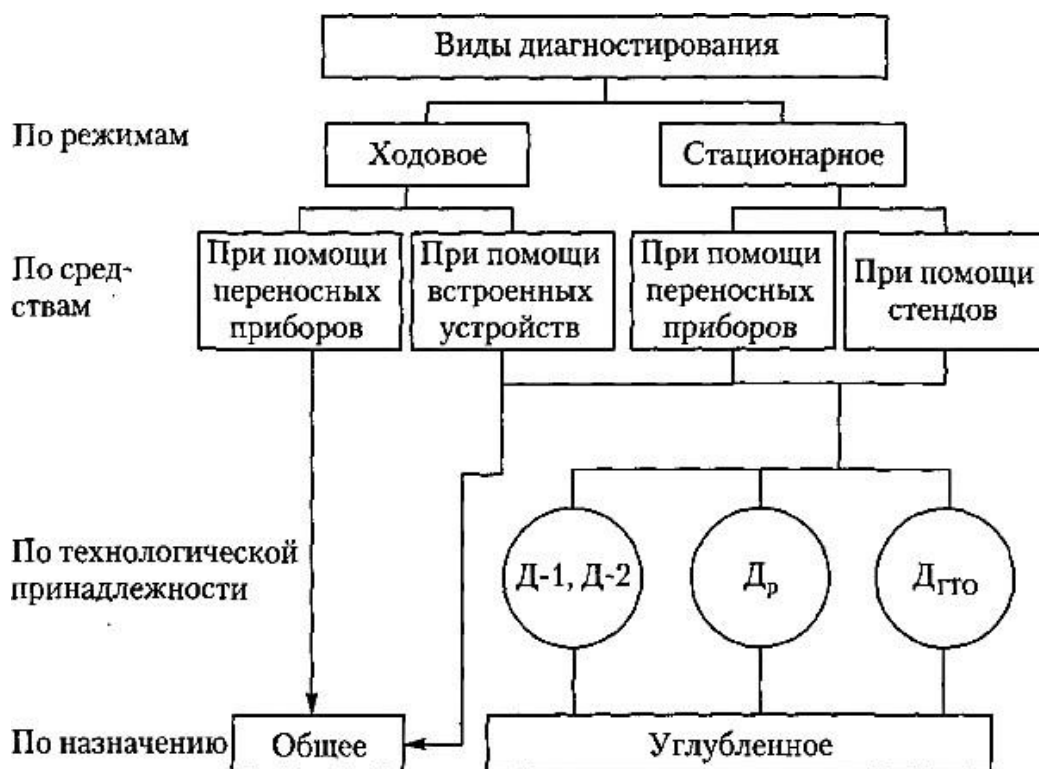 Виды диагностирования
По режимам
Ходовое
Стационарное
По сред-
ствам
При помощи
переносных
приборов
При помощи
встроенных
устройств
При помощи
переносных
приборов
При помощи
стендов
По технологической
принадлежности
Д-1, Д-2
Др
ДГТО
По назначению
Общее
Углубленное